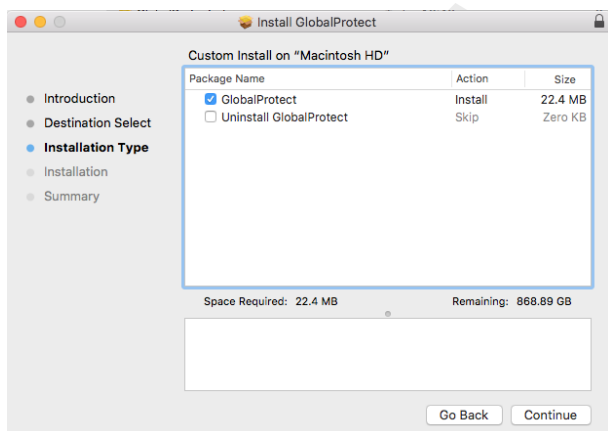 Install GlobalProtect
Custom Install on “Macintosh HD”
Package Name Action Size
GlobalProtect Install 22.4 MB
Uninstall GlobalProtect Skip Zero KB
Introduction
Destination Select
Installation Type
Installation
Summary
Space Required: 22.4 MB Remaining: 868.89 GB
Go Back Continue